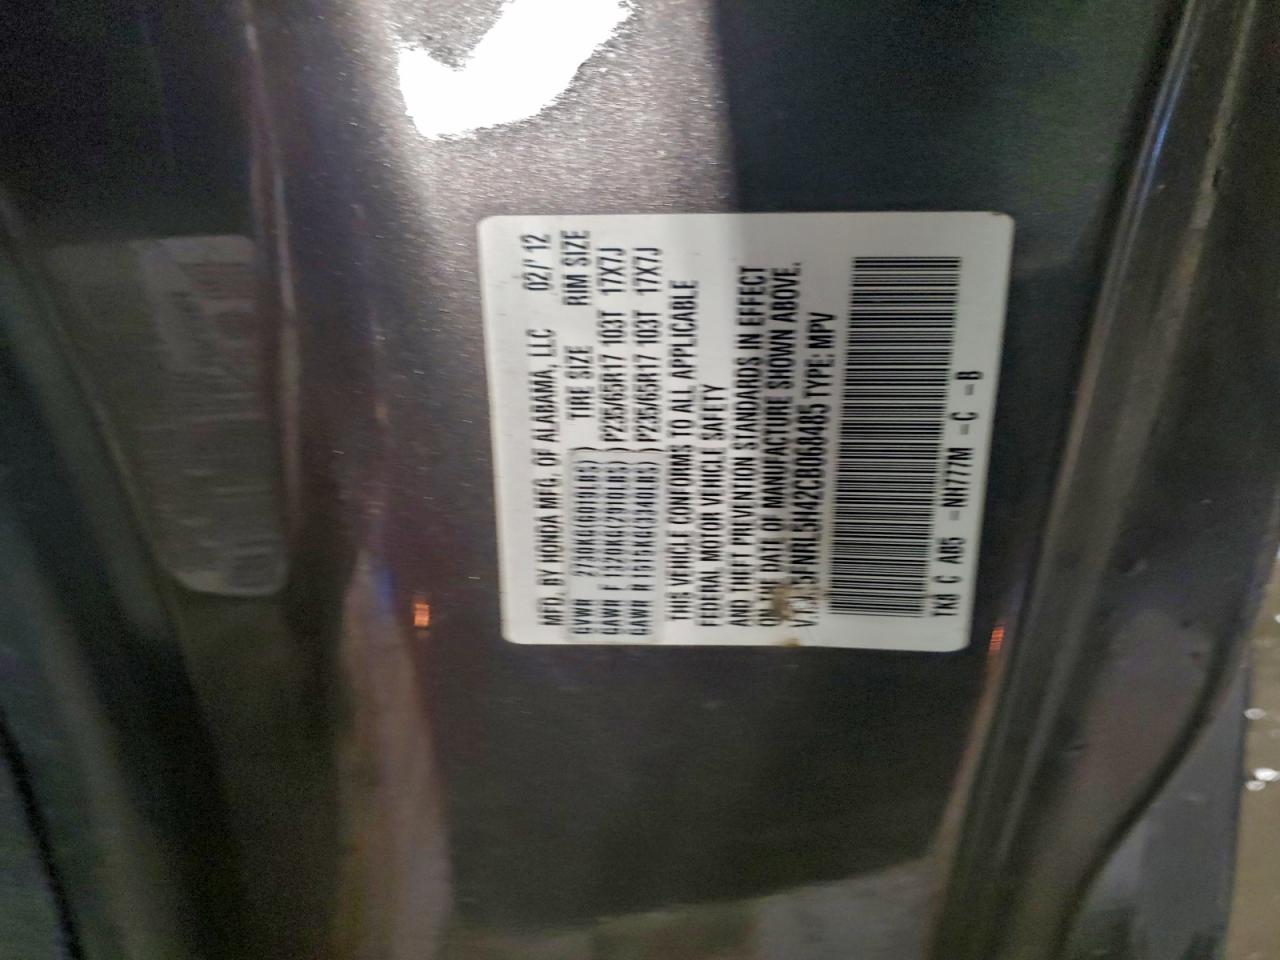 MFD. BY HONDA MFG. OF ALABAMA, LLC 02/'12
GVWR 2730KG(6019LBS) TIRE SIZE RIM SIZE
GAWR F 1320KG(2910LBS) P235/65R17 103T 17X7J
GAWR R 1515KG(3340LBS) P235/65R17 103T 17X7J
THIS VEHICLE CONFORMS TO ALL APPLICABLE
FEDERAL MOTOR VEHICLE SAFETY
AND THEFT PREVENTION STANDARDS IN EFFECT
ON THE DATE OF MANUFACTURE SHOWN ABOVE.
5FNRL5H42CB068485 TYPE: MPV
TK4 C A85 -NH777M -C -B